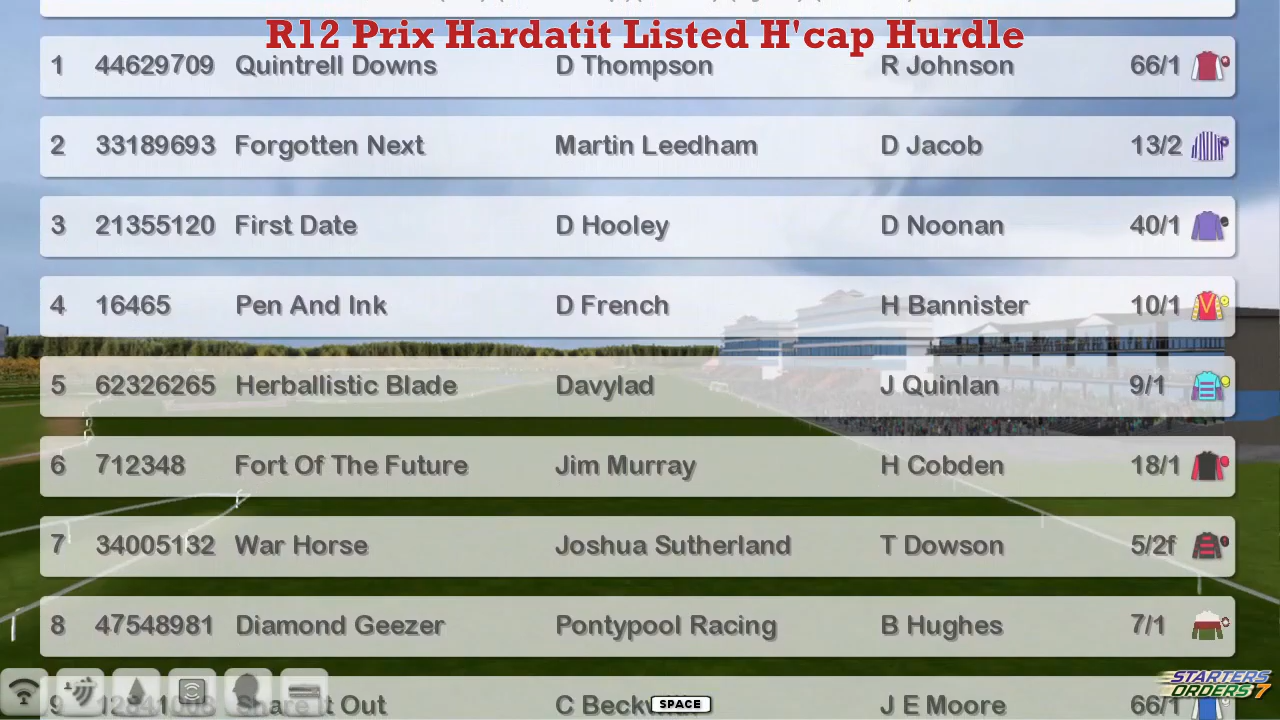 R12 Prix Hardatit Listed H'cap Hurdle
1 44629709 Quintrell Downs D Thompson R Johnson 66/1
2 33189693 Forgotten Next Martin Leedham D Jacob 13/2
3 21355120 First Date D Hooley D Noonan 40/1
4 16465 Pen And Ink D French H Bannister 10/1
5 62326265 Herballistic Blade Davylad J Quinlan 9/1
6 712348 Fort Of The Future Jim Murray H Cobden 18/1
7 34005132 War Horse Joshua Sutherland T Dowson 5/2f
8 47548981 Diamond Geezer Pontypool Racing B Hughes 7/1
9 Share It Out C J E Moore 66/1
SPACE
STARTERS ORDERS 7